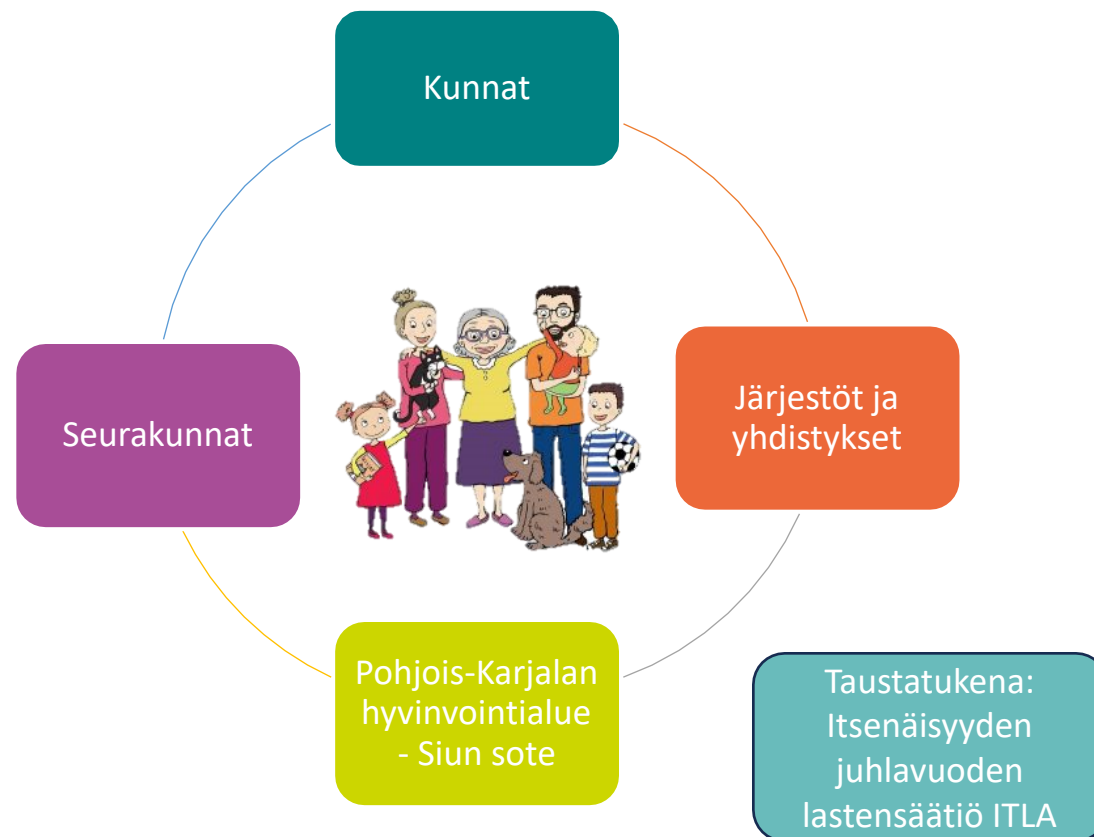 Kunnat
Järjestöt ja
yhdistykset
Seurakunnat
Pohjois-Karjalan
hyvinvointialue
- Siun sote
Taustatukena:
Itsenäisyyden
juhlavuoden
lastensäätiö ITLA